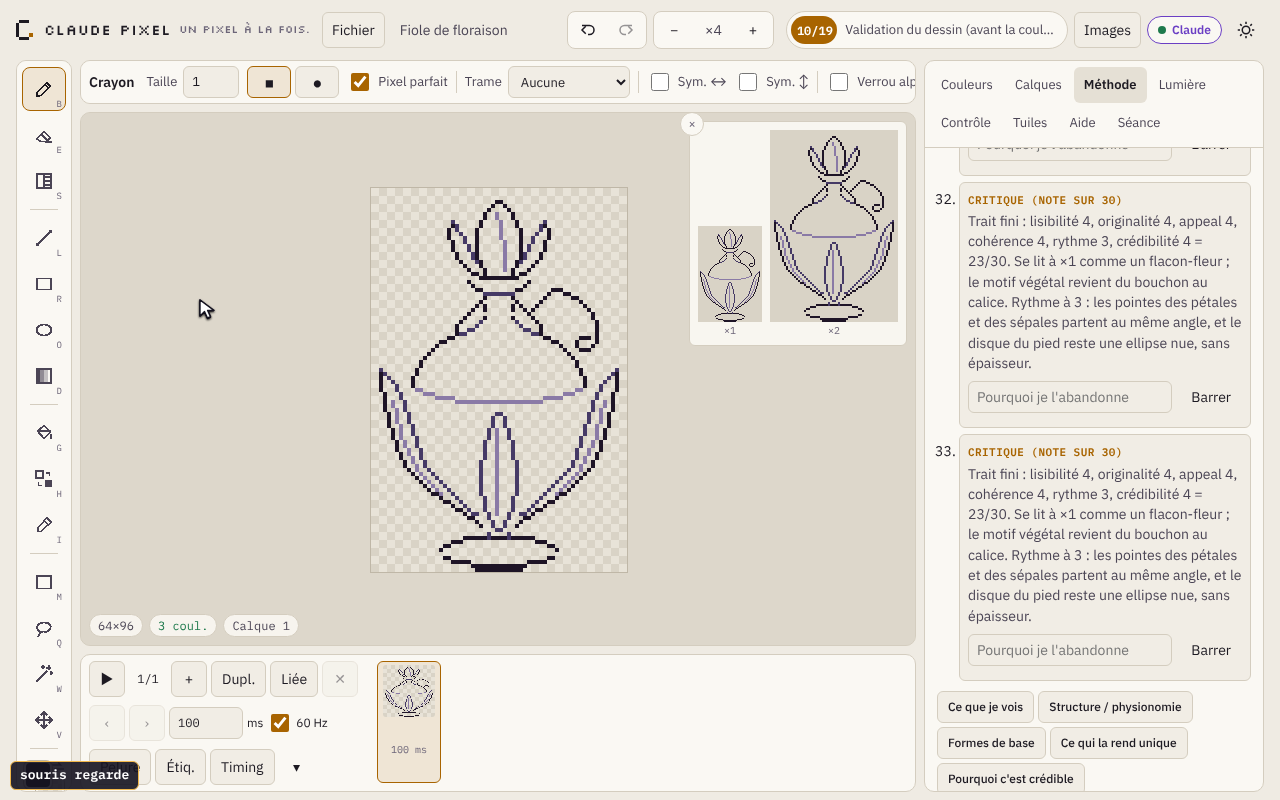 CLAUDE PIXEL
UN PIXEL À LA FOIS.
Fichier
Fiole de floraison
−
×4
+
10/19
Validation du dessin (avant la coul…
Images
Claude
Crayon
Taille
1
Pixel parfait
Trame
Aucune
Sym. ↔
Sym. ↕
Verrou alp
B
E
S
L
R
O
D
G
H
I
M
Q
W
V
×
×1
×2
64×96
3 coul.
Calque 1
1/1
+
Dupl.
Liée
×
‹
›
100
ms
60 Hz
Étiq.
Timing
▼
100 ms
souris regarde
Couleurs
Calques
Méthode
Lumière
Contrôle
Tuiles
Aide
Séance
Pourquoi je l'abandonne
Barrer
32.
CRITIQUE (NOTE SUR 30)
Trait fini : lisibilité 4, originalité 4, appeal 4,
cohérence 4, rythme 3, crédibilité 4 =
23/30. Se lit à ×1 comme un flacon-fleur ;
le motif végétal revient du bouchon au
calice. Rythme à 3 : les pointes des pétales
et des sépales partent au même angle, et le
disque du pied reste une ellipse nue, sans
épaisseur.
Pourquoi je l'abandonne
Barrer
33.
CRITIQUE (NOTE SUR 30)
Trait fini : lisibilité 4, originalité 4, appeal 4,
cohérence 4, rythme 3, crédibilité 4 =
23/30. Se lit à ×1 comme un flacon-fleur ;
le motif végétal revient du bouchon au
calice. Rythme à 3 : les pointes des pétales
et des sépales partent au même angle, et le
disque du pied reste une ellipse nue, sans
épaisseur.
Pourquoi je l'abandonne
Barrer
Ce que je vois
Structure / physionomie
Formes de base
Ce qui la rend unique
Pourquoi c'est crédible